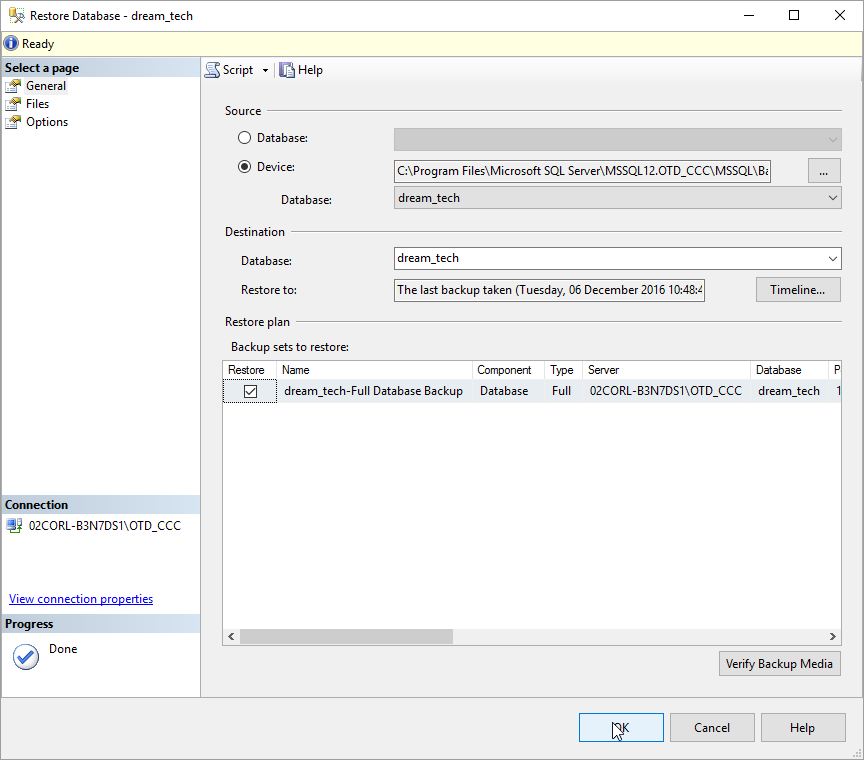 Restore Database - dream_tech
Ready
Select a page
General
Files
Options
Script
Help
Source
Database:
Device:
C:\Program Files\Microsoft SQL Server\MSSQL12.OTD_CCC\MSSQL\Ba
...
Database:
dream_tech
Destination
Database:
dream_tech
Restore to:
The last backup taken (Tuesday, 06 December 2016 10:48:4
Timeline...
Restore plan
Backup sets to restore:
Restore Name Component Type Server Database
dream_tech-Full Database Backup Database Full 02CORL-B3N7DS1\OTD_CCC dream_tech 1
Connection
02CORL-B3N7DS1\OTD_CCC
View connection properties
Progress
Done
Verify Backup Media
OK
Cancel
Help